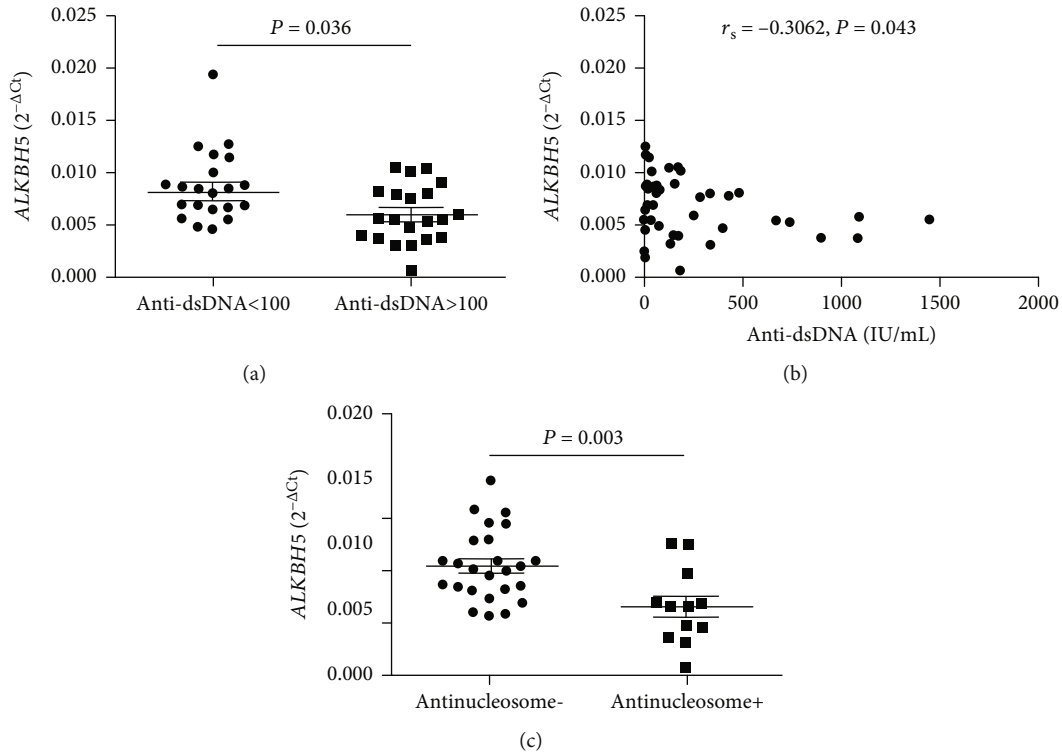 P = 0.036
0.025
0.020
0.015
0.010
0.005
0.000
ALKBH5 (2^−ΔCt)
Anti-dsDNA<100
Anti-dsDNA>100
(a)
r_s = –0.3062, P = 0.043
0.025
0.020
0.015
0.010
0.005
0.000
ALKBH5 (2^−ΔCt)
0
500
1000
1500
2000
Anti-dsDNA (IU/mL)
(b)
P = 0.003
0.020
0.015
0.010
0.005
0.000
ALKBH5 (2^−ΔCt)
Antinucleosome-
Antinucleosome+
(c)